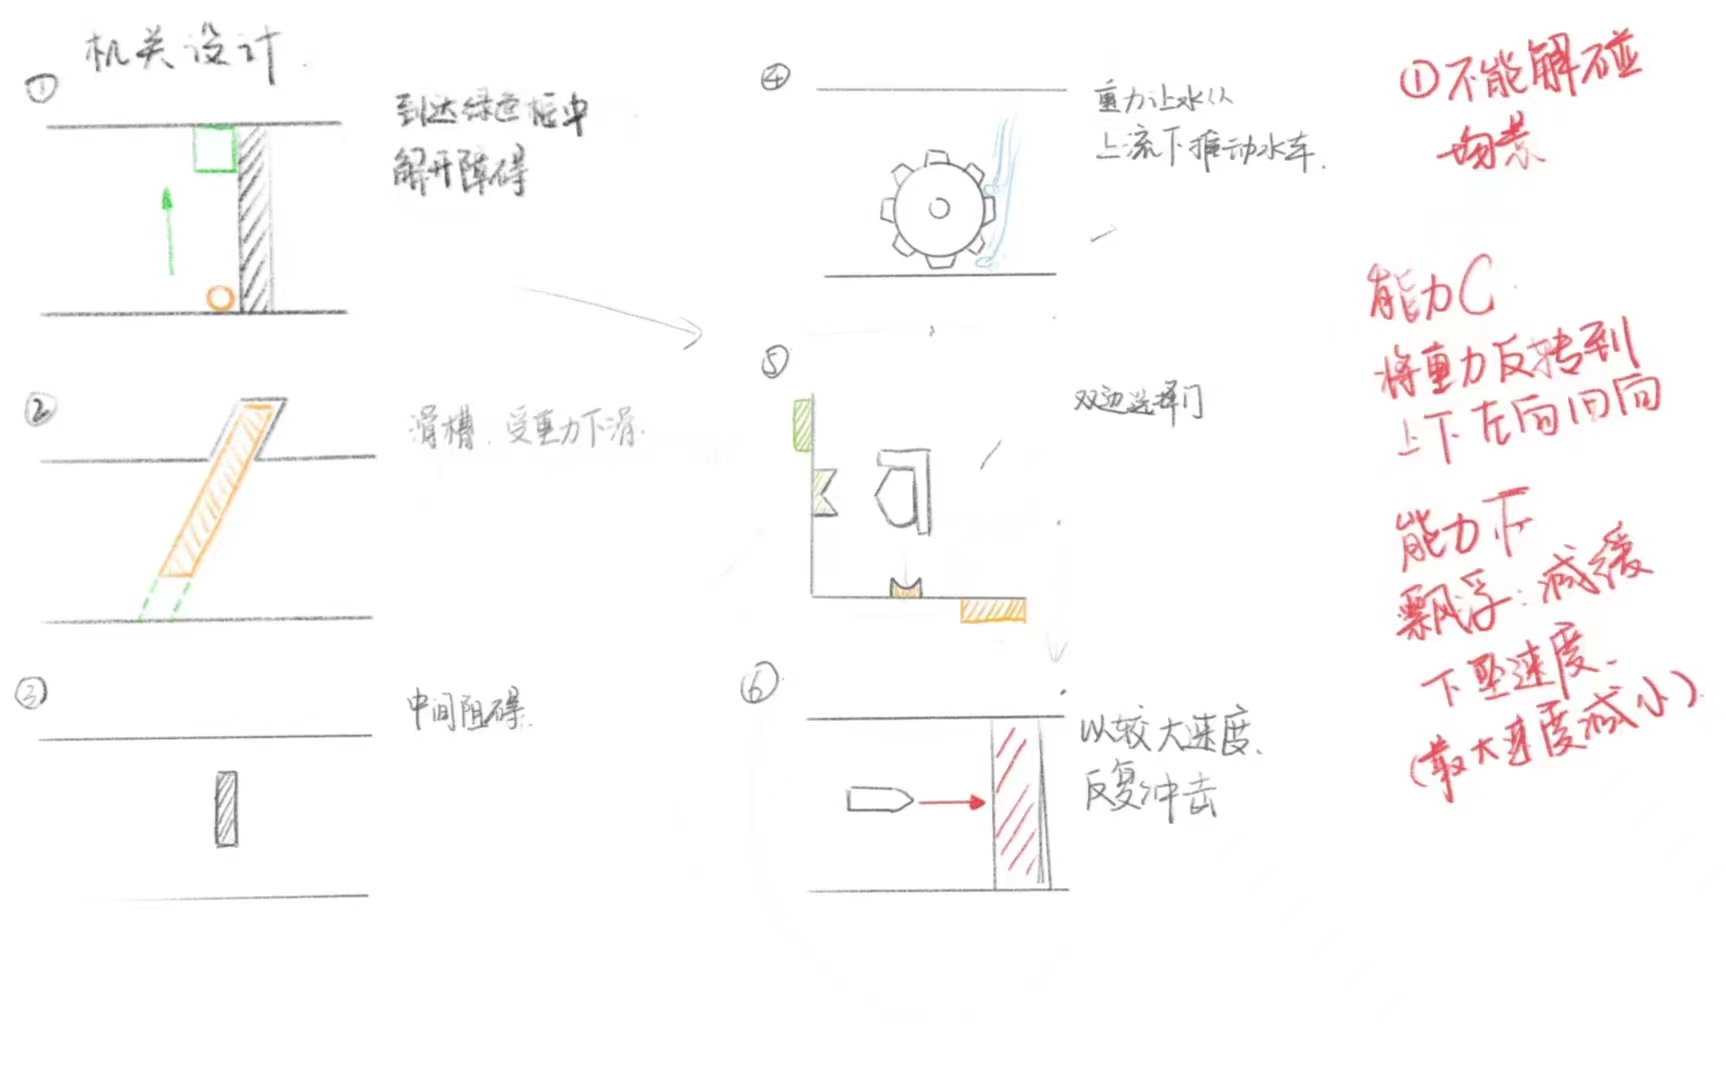 机关设计
①
到达绿色框中
解开障碍
②
滑槽、受重力下滑.
③
中间阻碍
④
重力让水从
上流下推动水车.
⑤
双边选择门
⑥
以较大速度、
反复冲击
①不能解碰
场景
能力C
将重力反转到
上下左向旧向
能力下
飘浮:减缓
下坠速度.
(最大速度减小)